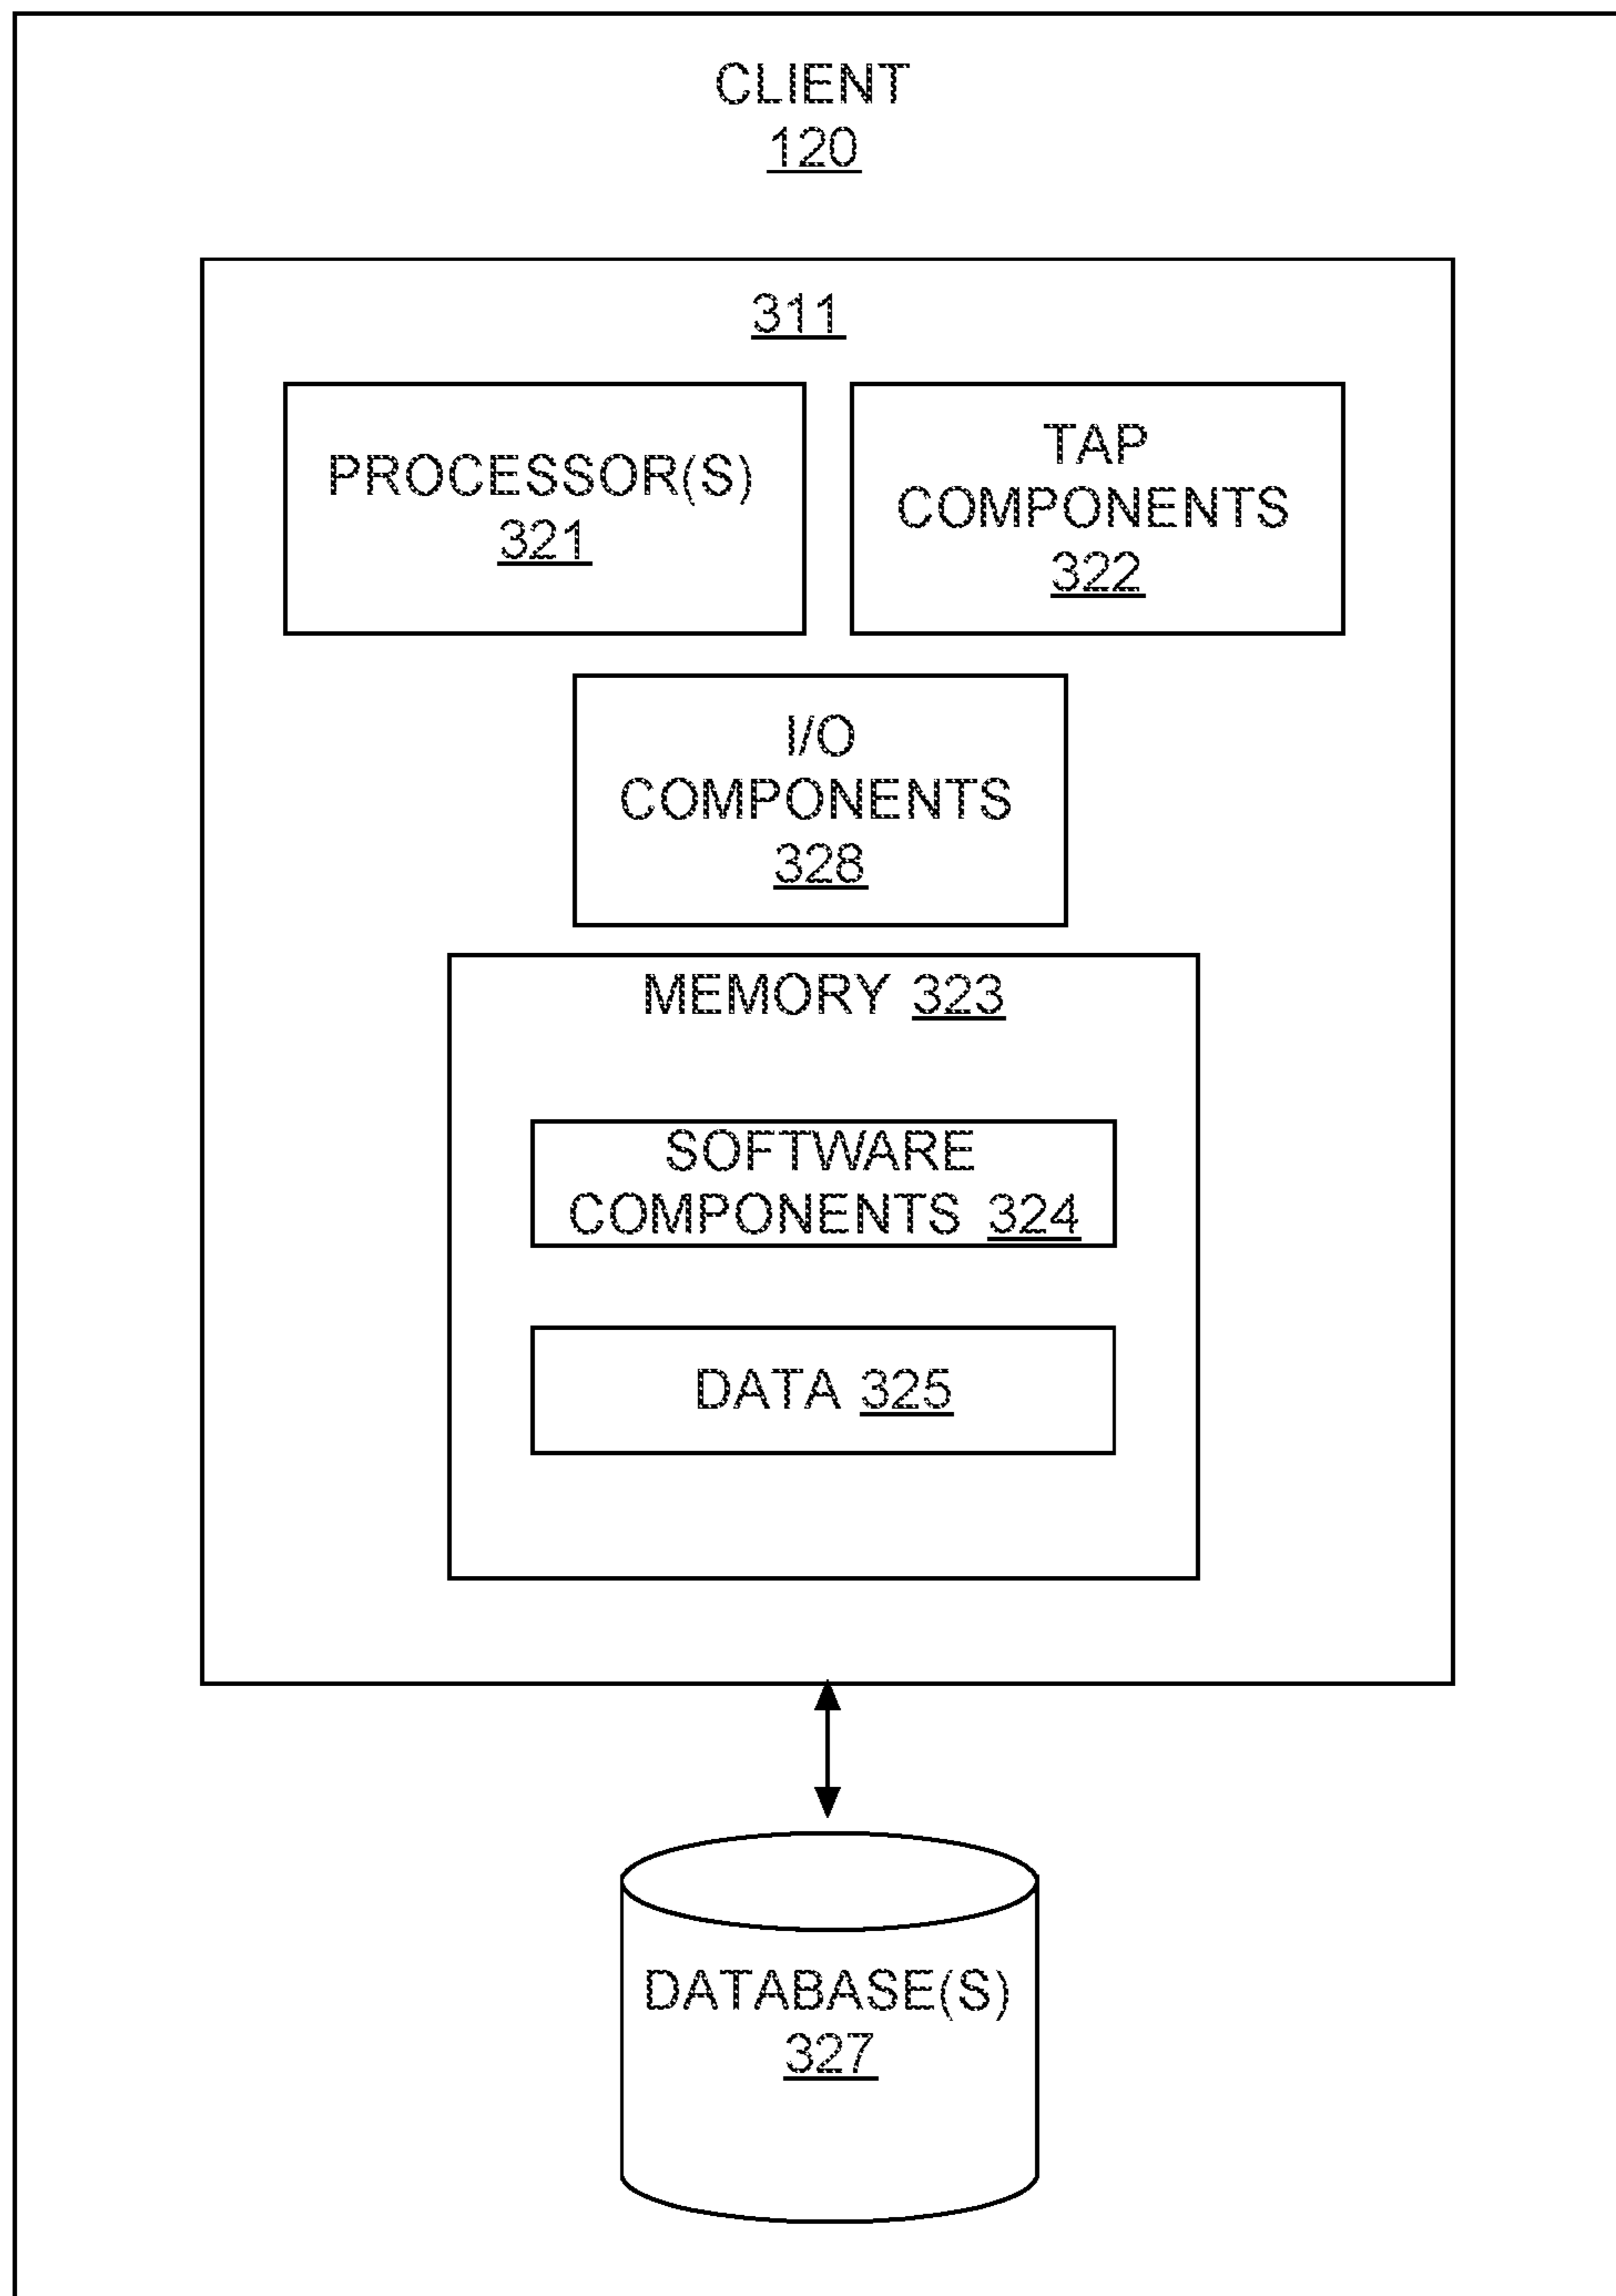 CLIENT
120
311
PROCESSOR(S)
321
TAP
COMPONENTS
322
I/O
COMPONENTS
328
MEMORY 323
SOFTWARE
COMPONENTS 324
DATA 325
DATABASE(S)
327